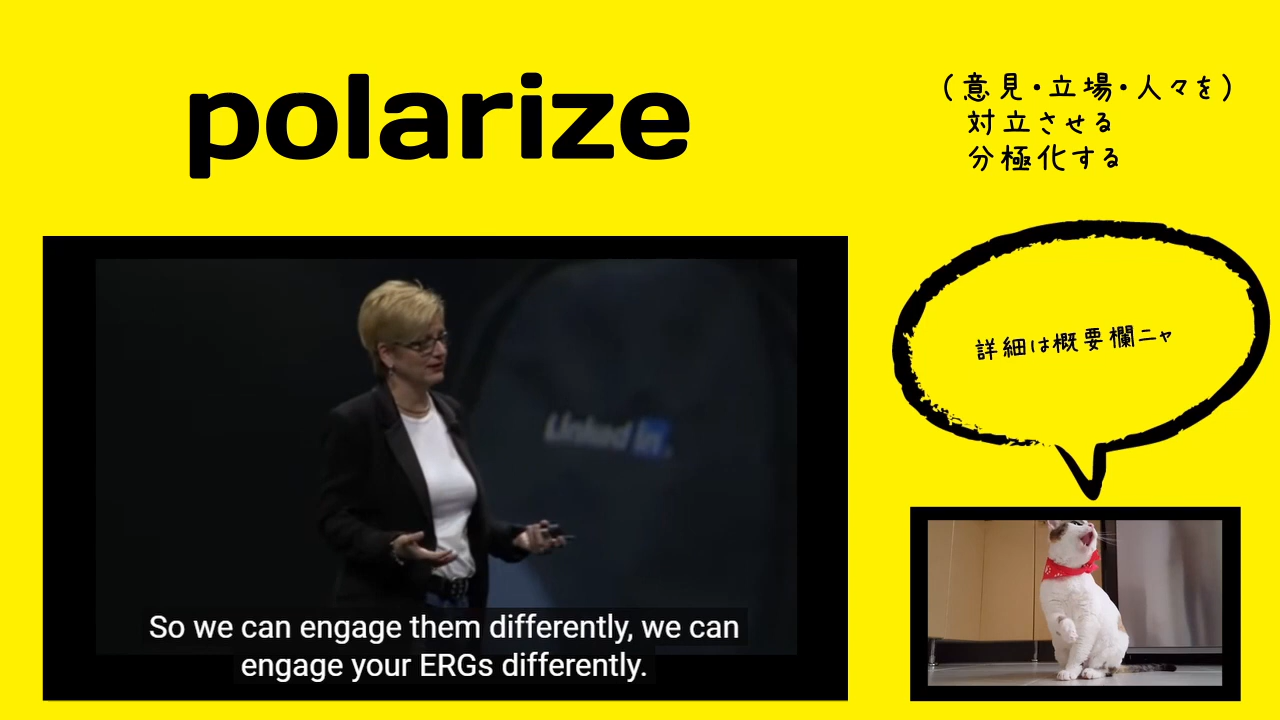 polarize
(意見・立場・人々を)
対立させる
分極化する
詳細は概要欄ニャ
Linked in
So we can engage them differently, we can
engage your ERGs differently.